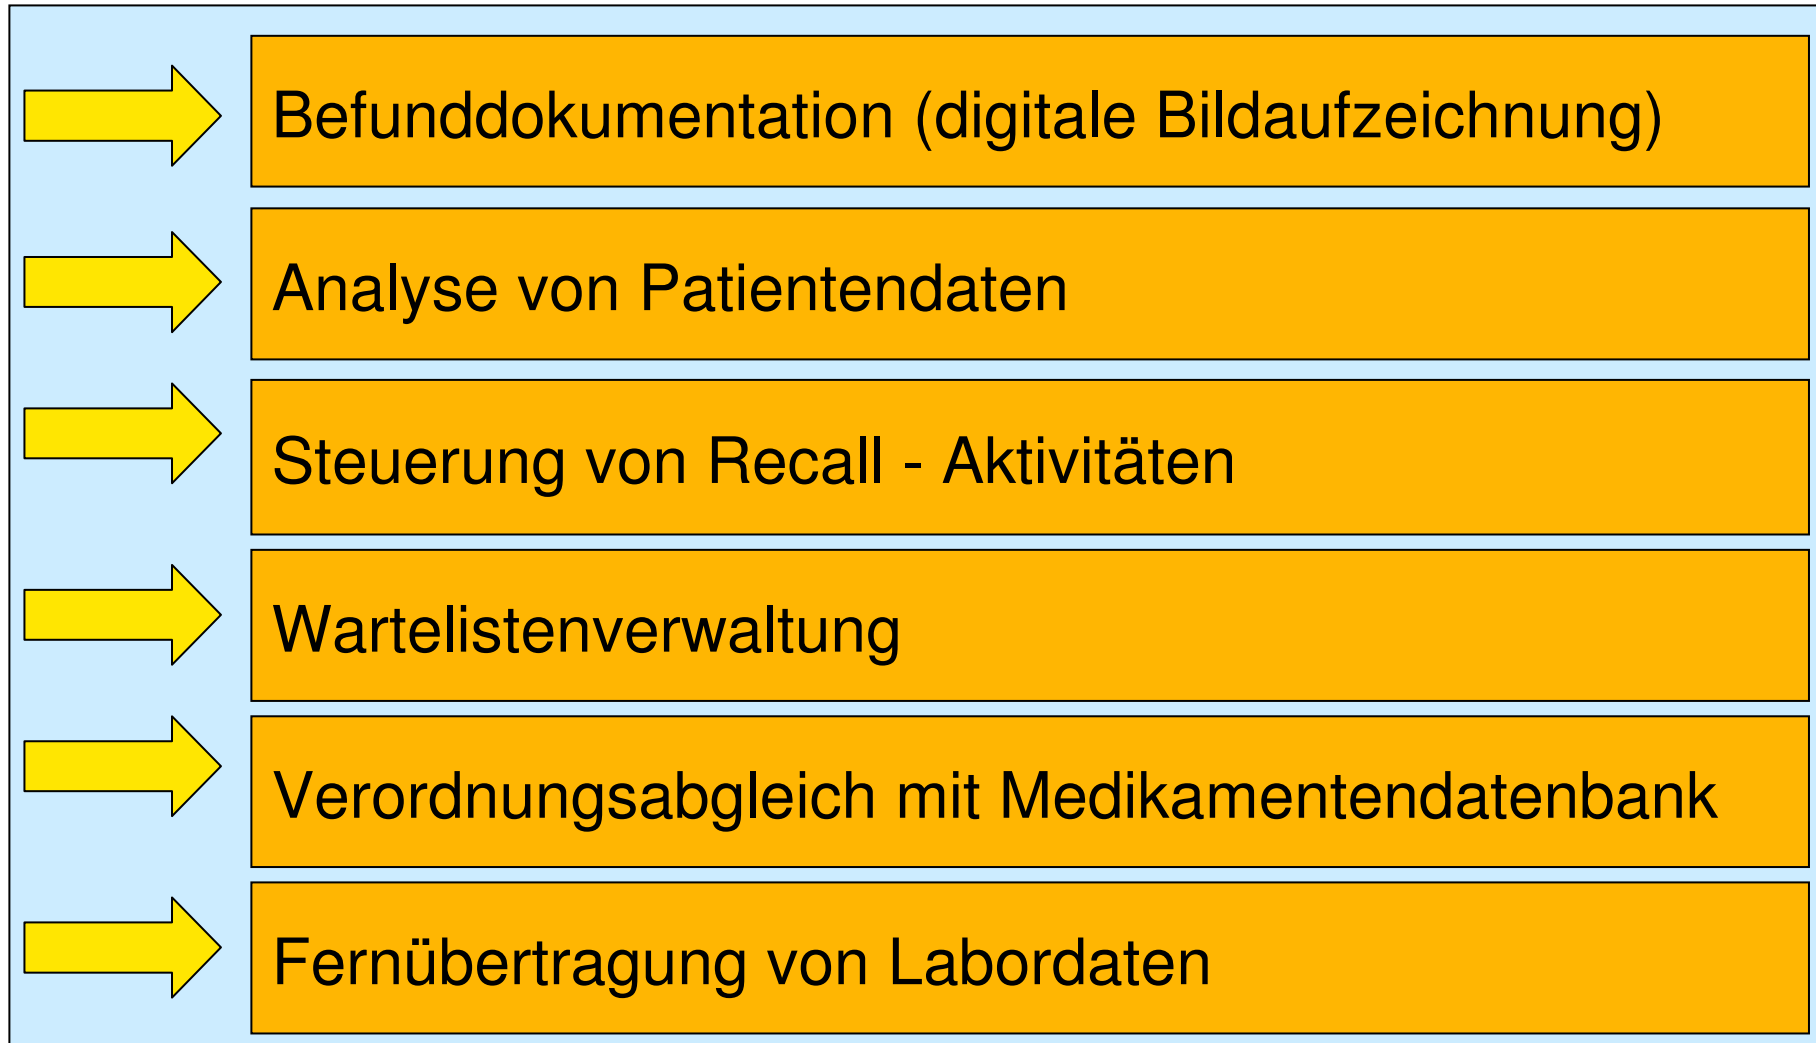 Befunddokumentation (digitale Bildaufzeichnung)
Analyse von Patientendaten
Steuerung von Recall - Aktivitäten
Wartelistenverwaltung
Verordnungsabgleich mit Medikamentendatenbank
Fernübertragung von Labordaten